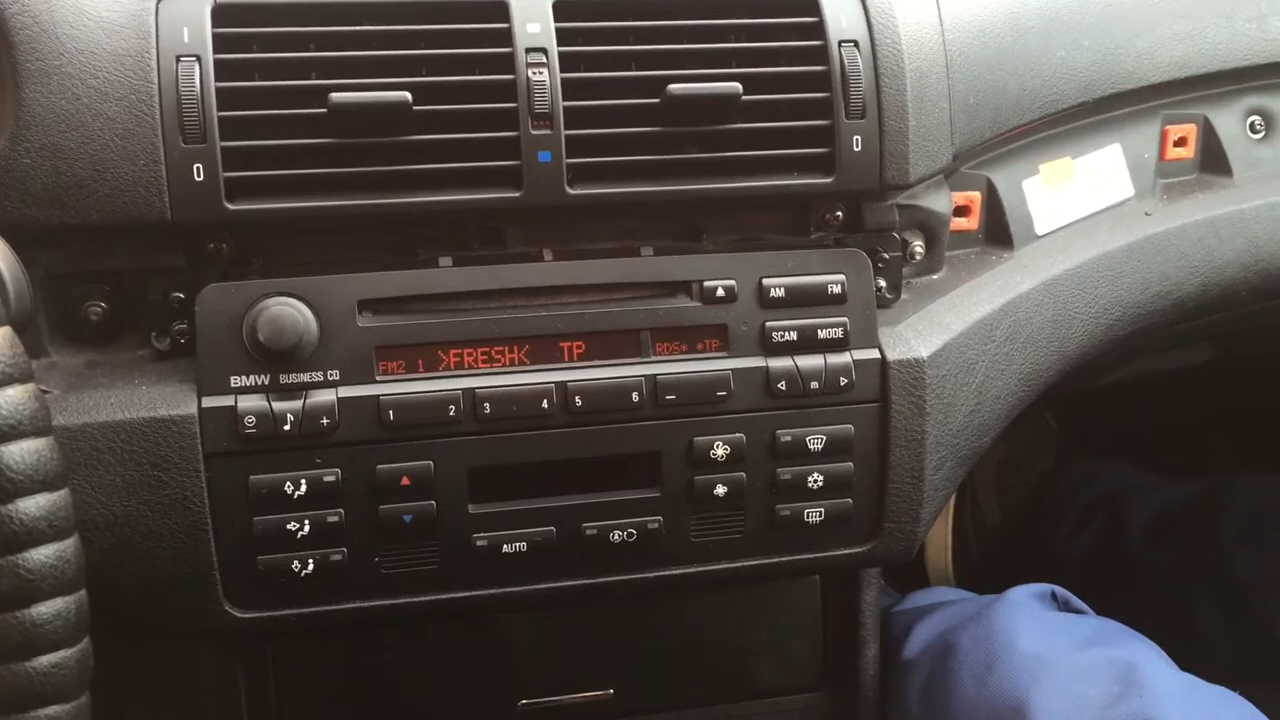 0
0
AM FM
SCAN MODE
FM2 1 >FRESH< TP RDS* *TP
BMW BUSINESS CD
1 2 3 4 5 6
m
AUTO
A